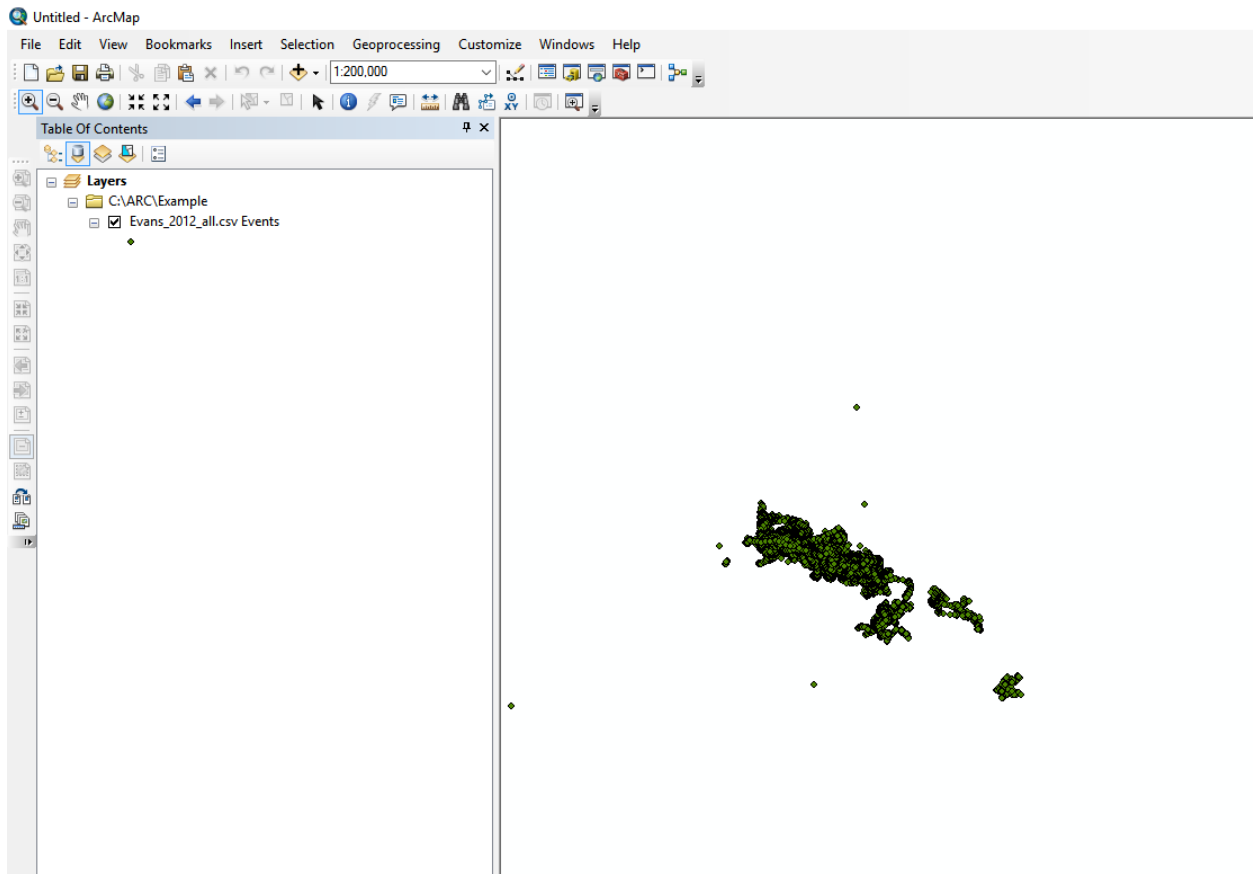 Untitled - ArcMap
File Edit View Bookmarks Insert Selection Geoprocessing Customize Windows Help
1:200,000
Table Of Contents
Layers
C:\ARC\Example
Evans_2012_all.csv Events